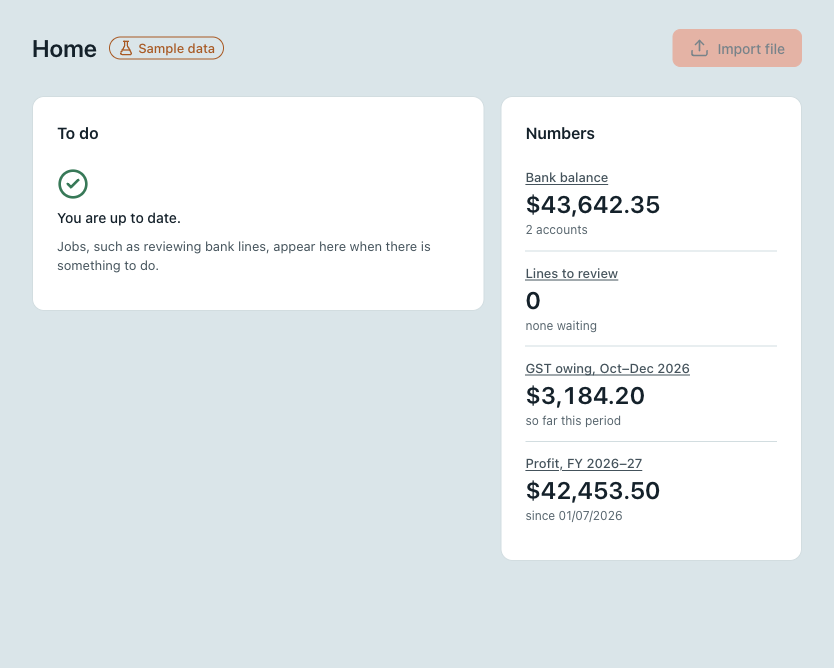 Home
Sample data
Import file
To do
You are up to date.
Jobs, such as reviewing bank lines, appear here when there is
something to do.
Numbers
Bank balance
$43,642.35
2 accounts
Lines to review
0
none waiting
GST owing, Oct–Dec 2026
$3,184.20
so far this period
Profit, FY 2026–27
$42,453.50
since 01/07/2026